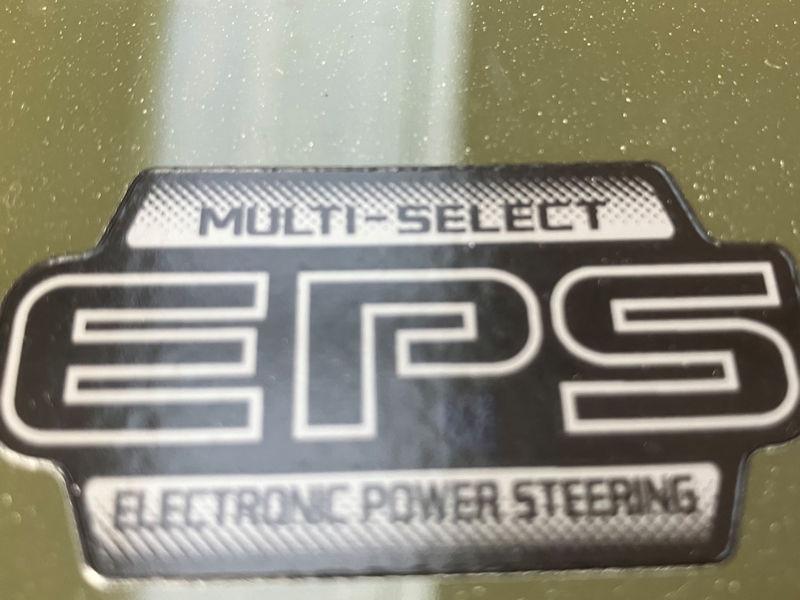 MULTI-SELECT
EPS
ELECTRONIC POWER STEERING